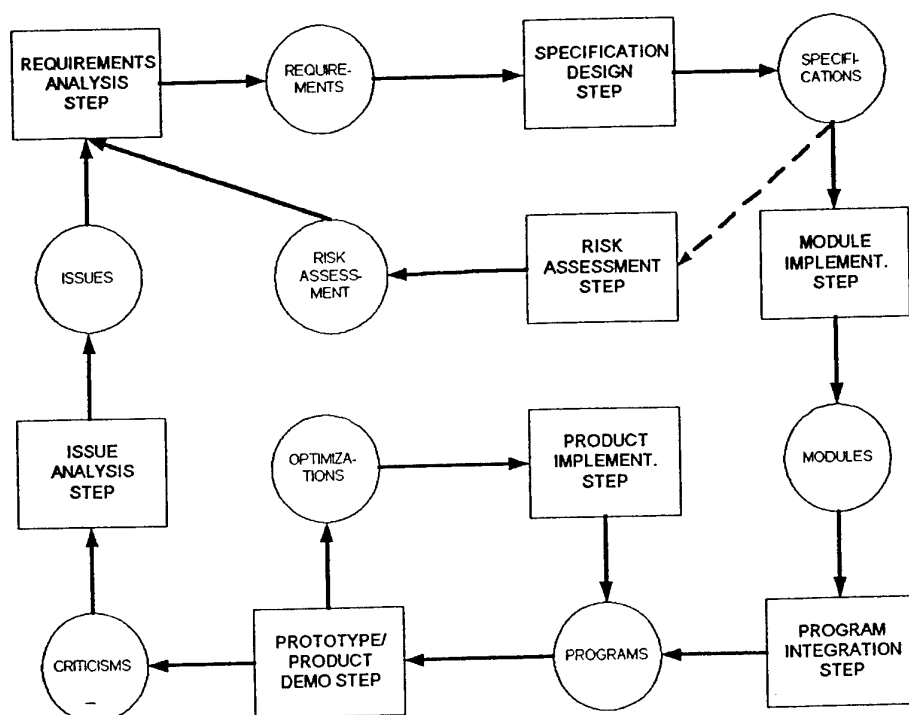 REQUIREMENTS
ANALYSIS
STEP
REQUIRE-
MENTS
SPECIFICATION
DESIGN
STEP
SPECIFI-
CATIONS
ISSUES
RISK
ASSESS-
MENT
RISK
ASSESSMENT
STEP
MODULE
IMPLEMENT.
STEP
ISSUE
ANALYSIS
STEP
OPTIMIZA-
TIONS
PRODUCT
IMPLEMENT.
STEP
MODULES
CRITICISMS
PROTOTYPE/
PRODUCT
DEMO STEP
PROGRAMS
PROGRAM
INTEGRATION
STEP